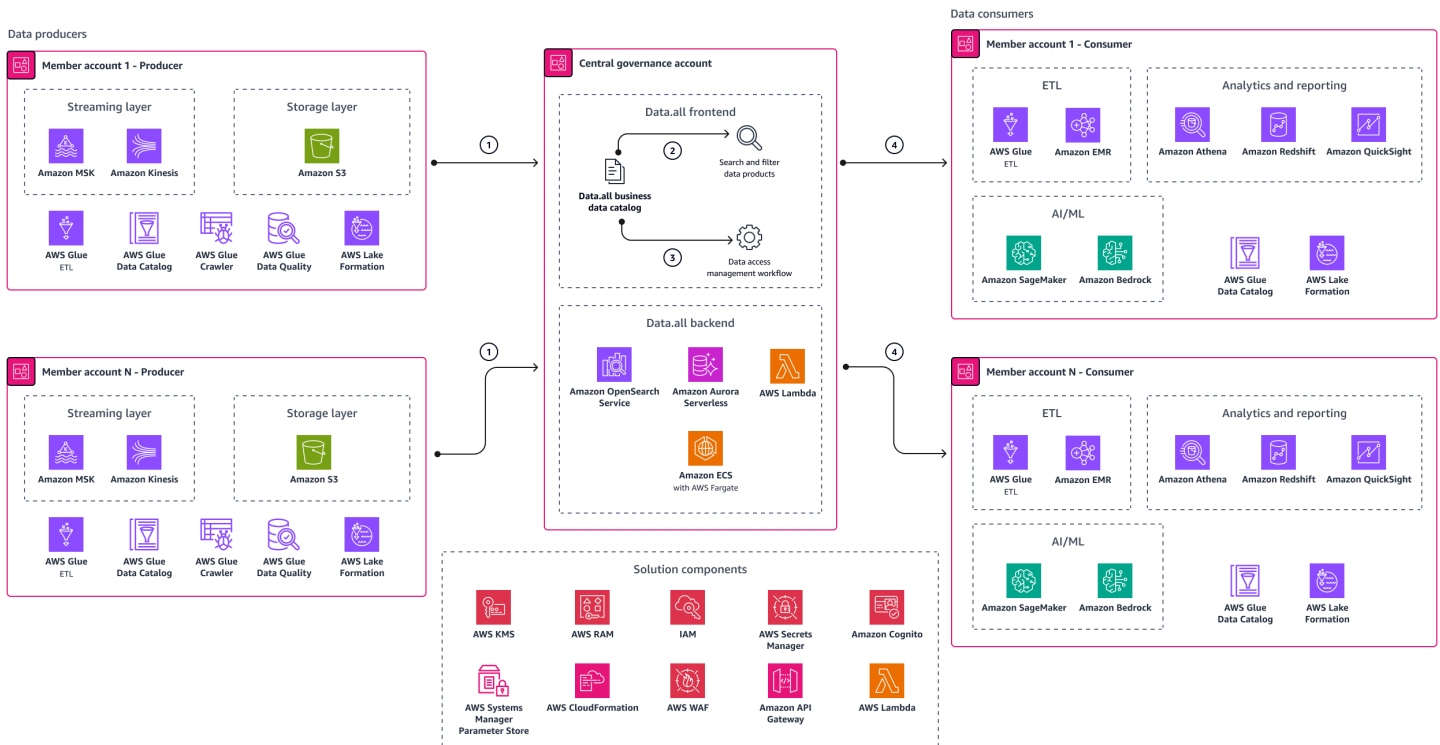 Data producers
Member account 1 - Producer
Streaming layer
Amazon MSK
Amazon Kinesis
Storage layer
Amazon S3
AWS Glue
ETL
AWS Glue
Data Catalog
AWS Glue
Crawler
AWS Glue
Data Quality
AWS Lake
Formation
Member account N - Producer
Streaming layer
Amazon MSK
Amazon Kinesis
Storage layer
Amazon S3
AWS Glue
ETL
AWS Glue
Data Catalog
AWS Glue
Crawler
AWS Glue
Data Quality
AWS Lake
Formation
1
1
Central governance account
Data.all frontend
2
Search and filter
data products
Data.all business
data catalog
3
Data access
management workflow
Data.all backend
Amazon OpenSearch
Service
Amazon Aurora
Serverless
AWS Lambda
Amazon ECS
with AWS Fargate
4
4
Data consumers
Member account 1 - Consumer
ETL
AWS Glue
ETL
Amazon EMR
Analytics and reporting
Amazon Athena
Amazon Redshift
Amazon QuickSight
AI/ML
Amazon SageMaker
Amazon Bedrock
AWS Glue
Data Catalog
AWS Lake
Formation
Member account N - Consumer
ETL
AWS Glue
ETL
Amazon EMR
Analytics and reporting
Amazon Athena
Amazon Redshift
Amazon QuickSight
AI/ML
Amazon SageMaker
Amazon Bedrock
AWS Glue
Data Catalog
AWS Lake
Formation
Solution components
AWS KMS
AWS RAM
IAM
AWS Secrets
Manager
Amazon Cognito
AWS Systems
Manager
Parameter Store
AWS CloudFormation
AWS WAF
Amazon API
Gateway
AWS Lambda